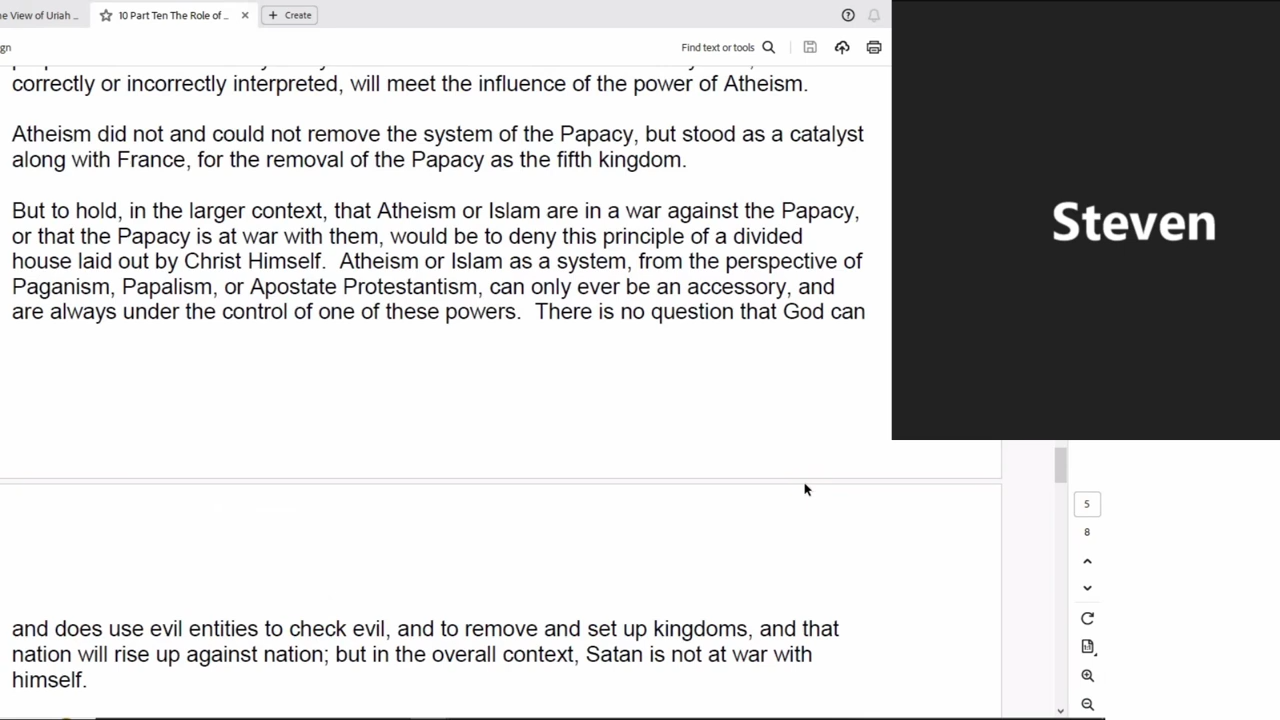 ne View of Uriah ...
10 Part Ten The Role of ...
Create
gn
Find text or tools
correctly or incorrectly interpreted, will meet the influence of the power of Atheism.
Atheism did not and could not remove the system of the Papacy, but stood as a catalyst
along with France, for the removal of the Papacy as the fifth kingdom.
But to hold, in the larger context, that Atheism or Islam are in a war against the Papacy,
or that the Papacy is at war with them, would be to deny this principle of a divided
house laid out by Christ Himself.  Atheism or Islam as a system, from the perspective of
Paganism, Papalism, or Apostate Protestantism, can only ever be an accessory, and
are always under the control of one of these powers.  There is no question that God can
Steven
5
8
and does use evil entities to check evil, and to remove and set up kingdoms, and that
nation will rise up against nation; but in the overall context, Satan is not at war with
himself.